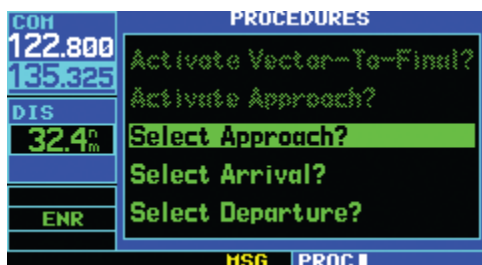 COM
122.800
135.325
DIS
32.4nm
ENR
PROCEDURES
Activate Vector-To-Final?
Activate Approach?
Select Approach?
Select Arrival?
Select Departure?
MSG PROC